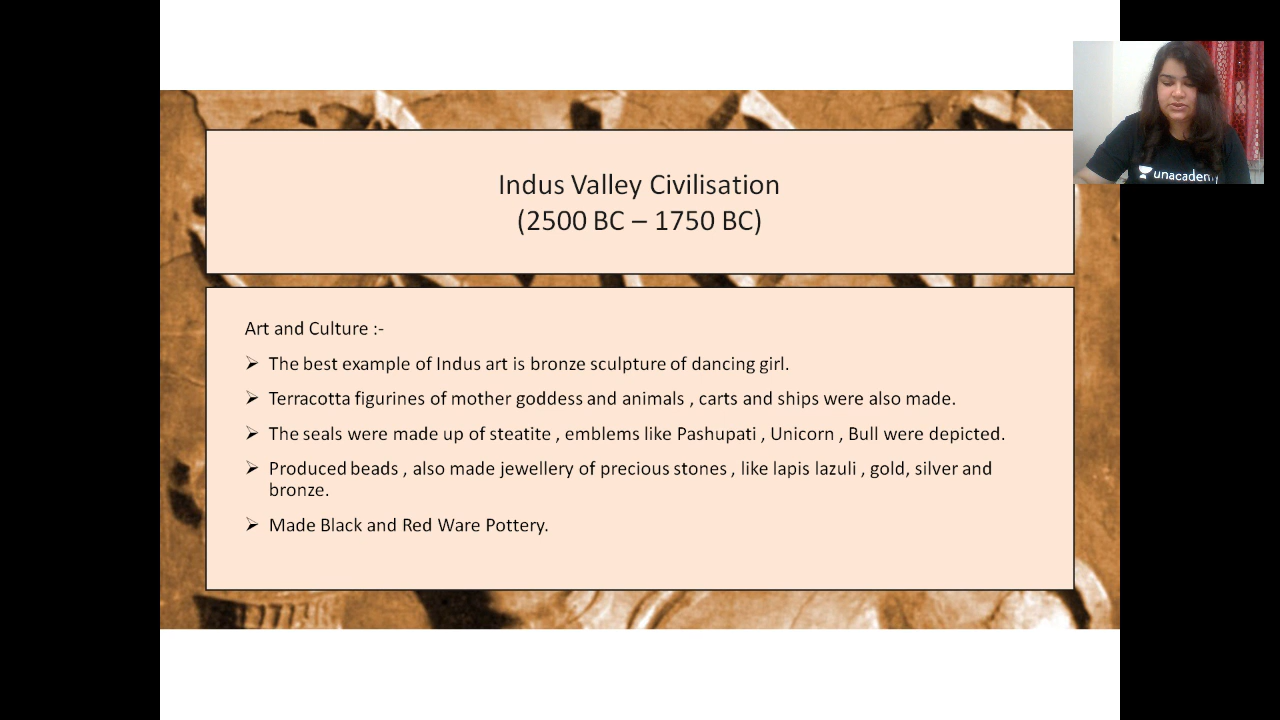 Indus Valley Civilisation
(2500 BC – 1750 BC)
Art and Culture :-
➢ The best example of Indus art is bronze sculpture of dancing girl.
➢ Terracotta figurines of mother goddess and animals , carts and ships were also made.
➢ The seals were made up of steatite , emblems like Pashupati , Unicorn , Bull were depicted.
➢ Produced beads , also made jewellery of precious stones , like lapis lazuli , gold, silver and
bronze.
➢ Made Black and Red Ware Pottery.
unacademy